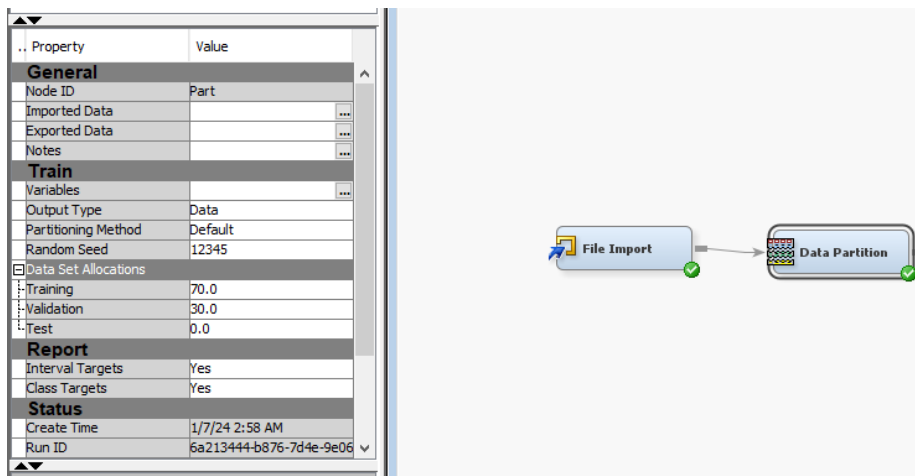 .. Property Value
General
Node ID Part
Imported Data ...
Exported Data ...
Notes ...
Train
Variables ...
Output Type Data
Partitioning Method Default
Random Seed 12345
Data Set Allocations
Training 70.0
Validation 30.0
Test 0.0
Report
Interval Targets Yes
Class Targets Yes
Status
Create Time 1/7/24 2:58 AM
Run ID 6a213444-b876-7d4e-9e06
File Import
Data Partition